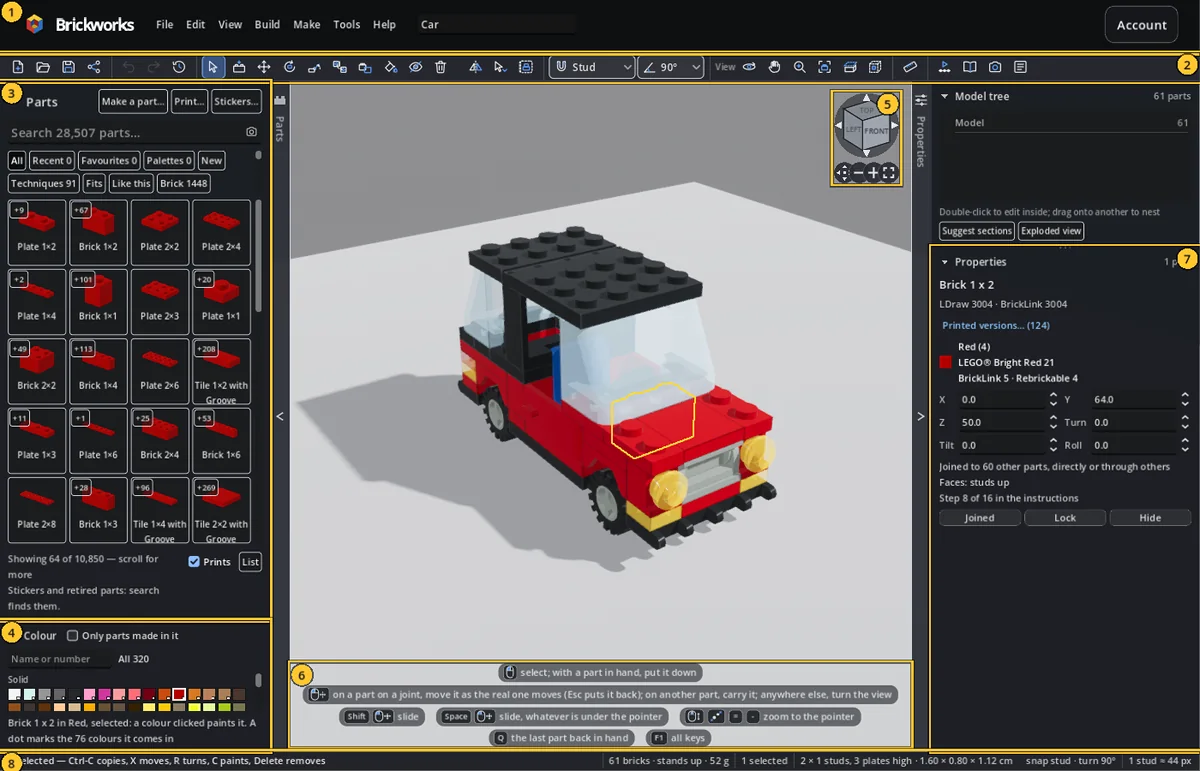 1
Brickworks
File Edit View Build Make Tools Help
Car
Account
Stud
90°
View
2
3
Parts
Make a part...
Print...
Stickers...
Search 28,507 parts...
All
Recent 0
Favourites 0
Palettes 0
New
Techniques 91
Fits
Like this
Brick 1448
+9
Plate 1×2
+67
Brick 1×2
Plate 2×2
Plate 2×4
+2
Plate 1×4
+101
Brick 1×1
Plate 2×3
+20
Plate 1×1
+49
Brick 2×2
+113
Brick 1×4
Plate 2×6
+208
Tile 1×2 with
Groove
+11
Plate 1×3
+1
Plate 1×6
+25
Brick 2×4
+53
Brick 1×6
Plate 2×8
+28
Brick 1×3
+96
Tile 1×4 with
Groove
+269
Tile 2×2 with
Groove
Showing 64 of 10,850 — scroll for
more
Prints
List
Stickers and retired parts: search
finds them.
4
Colour
Only parts made in it
Name or number
All 320
Solid
Brick 1 x 2 in Red, selected: a colour clicked paints it. A
dot marks the 76 colours it comes in
Parts
<
5
TOP
LEFT
FRONT
Properties
>
6
select; with a part in hand, put it down
on a part on a joint, move it as the real one moves (Esc puts it back); on another part, carry it; anywhere else, turn the view
Shift slide
Space slide, whatever is under the pointer
= - zoom to the pointer
Q the last part back in hand
F1 all keys
Model tree
61 parts
Model
61
Double-click to edit inside; drag onto another to nest
Suggest sections
Exploded view
7
Properties
1 p
Brick 1 x 2
LDraw 3004 · BrickLink 3004
Printed versions... (124)
Red (4)
LEGO® Bright Red 21
BrickLink 5 · Rebrickable 4
X 0.0
Y 64.0
Z 50.0
Turn 0.0
Tilt 0.0
Roll 0.0
Joined to 60 other parts, directly or through others
Faces: studs up
Step 8 of 16 in the instructions
Joined
Lock
Hide
8
elected — Ctrl-C copies, X moves, R turns, C paints, Delete removes
61 bricks · stands up · 52 g
1 selected
2 × 1 studs, 3 plates high · 1.60 × 0.80 × 1.12 cm
snap stud · turn 90°
1 stud ≈ 44 px